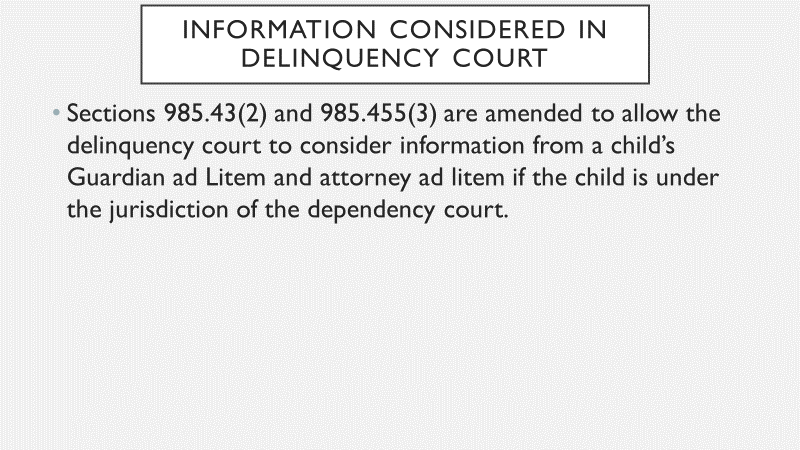 INFORMATION CONSIDERED IN
DELINQUENCY COURT
• Sections 985.43(2) and 985.455(3) are amended to allow the
delinquency court to consider information from a child’s
Guardian ad Litem and attorney ad litem if the child is under
the jurisdiction of the dependency court.